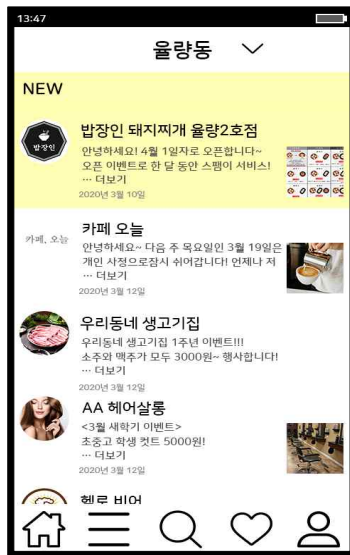 13:47
율량동
NEW
밥장인
밥장인 돼지찌개 율량2호점
안녕하세요! 4월 1일자로 오픈합니다~
오픈 이벤트로 한 달 동안 스팸이 서비스!
··· 더보기
2020년 3월 10일
카페, 오늘
카페 오늘
안녕하세요~ 다음 주 목요일인 3월 19일은
개인 사정으로잠시 쉬어갑니다! 언제나 저
··· 더보기
2020년 3월 12일
우리동네 생고기집
우리동네 생고기집 1주년 이벤트!!!
소주와 맥주가 모두 3000원~ 행사합니다!
··· 더보기
2020년 3월 12일
AA 헤어살롱
<3월 새학기 이벤트>
초중고 학생 컷트 5000원!
··· 더보기
2020년 3월 12일
헬로 비어